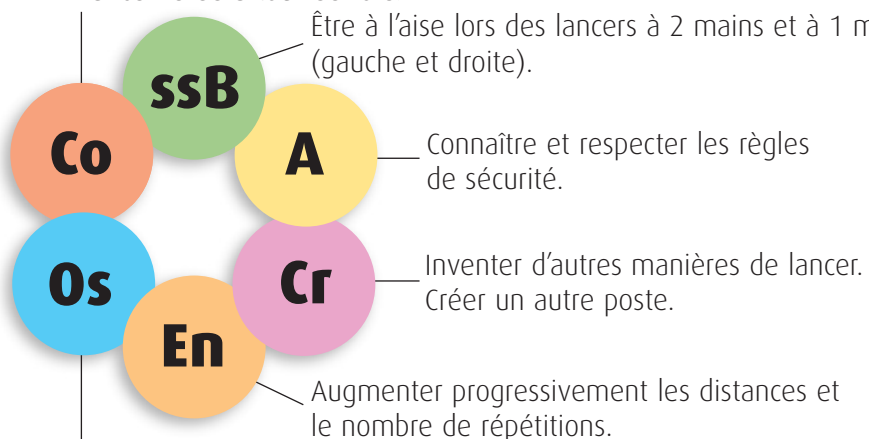 Être à l'aise lors des lancers à 2 mains et à 1
(gauche et droite).
ssB
Co
A
Connaître et respecter les règles
de sécurité.
Os
Cr
Inventer d'autres manières de lancer.
Créer un autre poste.
En
Augmenter progressivement les distances et
le nombre de répétitions.